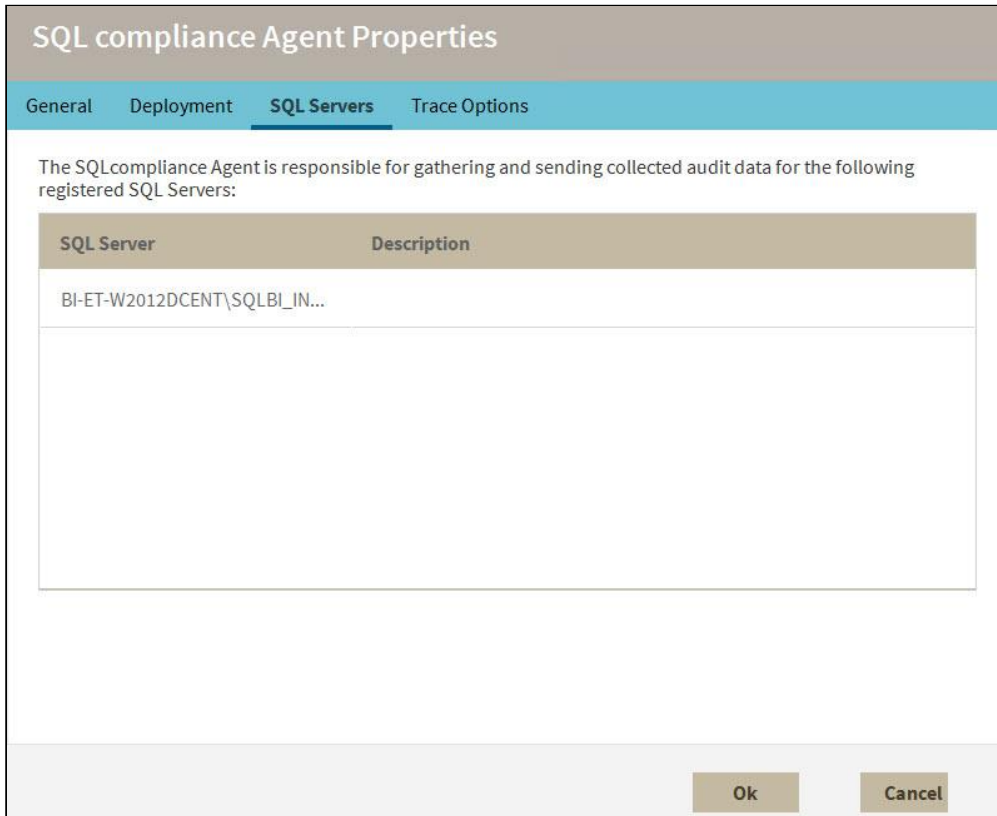 SQL compliance Agent Properties
General Deployment SQL Servers Trace Options
The SQLcompliance Agent is responsible for gathering and sending collected audit data for the following
registered SQL Servers:
SQL Server Description
BI-ET-W2012DCENT\SQLBI_IN...
Ok Cancel